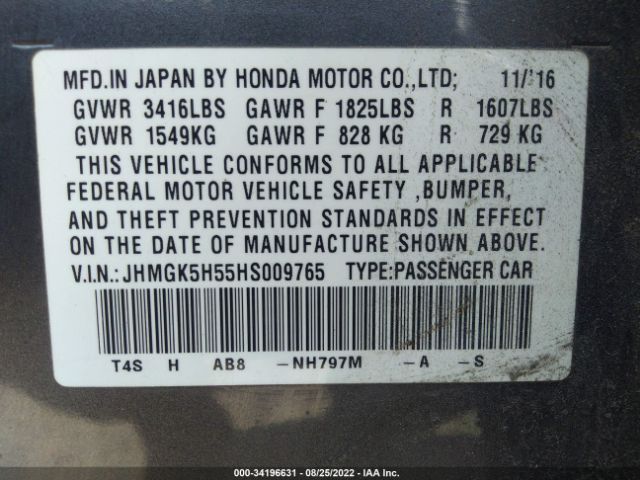 MFD.IN JAPAN BY HONDA MOTOR CO.,LTD; 11/'16
GVWR 3416LBS GAWR F 1825LBS R 1607LBS
GVWR 1549KG GAWR F 828 KG R 729 KG
THIS VEHICLE CONFORMS TO ALL APPLICABLE
FEDERAL MOTOR VEHICLE SAFETY ,BUMPER,
AND THEFT PREVENTION STANDARDS IN EFFECT
ON THE DATE OF MANUFACTURE SHOWN ABOVE.
V.I.N.:JHMGK5H55HS009765 TYPE:PASSENGER CAR
T4S H AB8 -NH797M -A -S
000-34196631 - 08/25/2022 - IAA Inc.